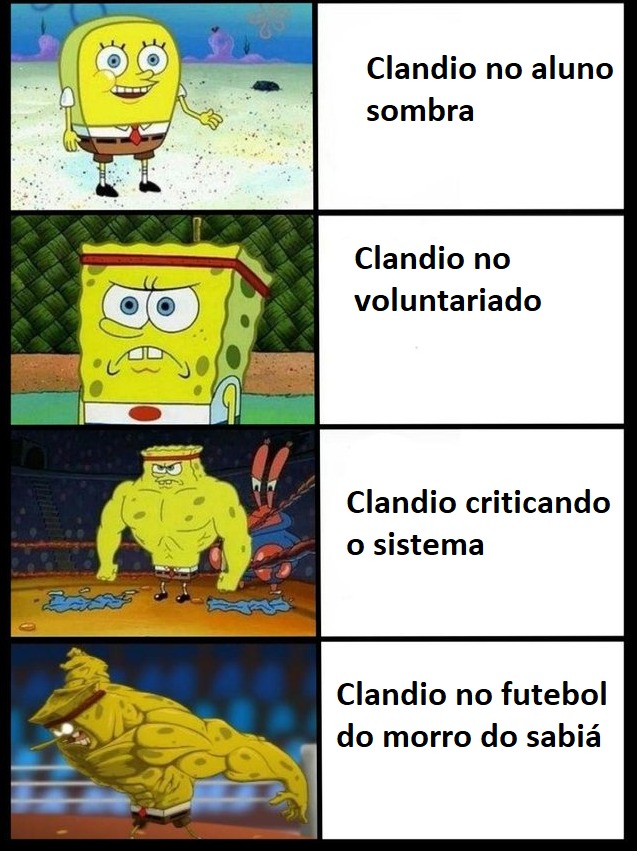 Clandio no aluno
sombra
Clandio no
voluntariado
Clandio criticando
o sistema
Clandio no futebol
do morro do sabiá